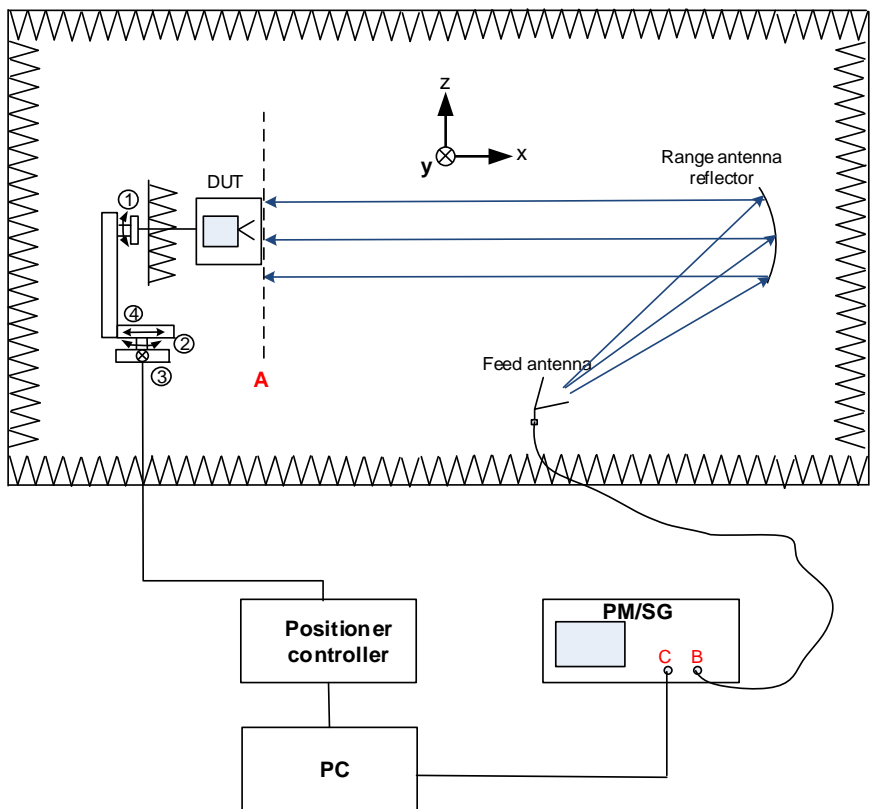 z
y
x
DUT
Range antenna
reflector
①
④
②
③
A
Feed antenna
PM/SG
C
B
Positioner
controller
PC